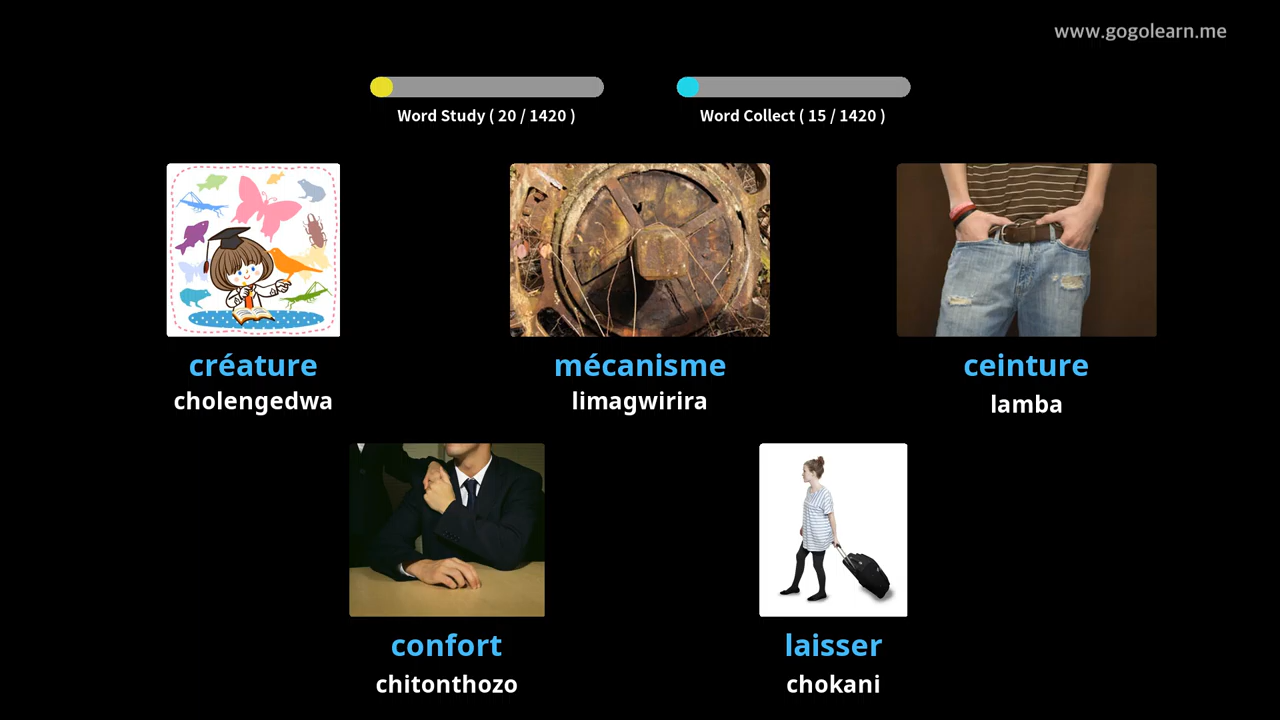 www.gogolearn.me
Word Study ( 20 / 1420 )
Word Collect ( 15 / 1420 )
créature
cholengedwa
mécanisme
limagwirira
ceinture
lamba
confort
chitonthozo
laisser
chokani